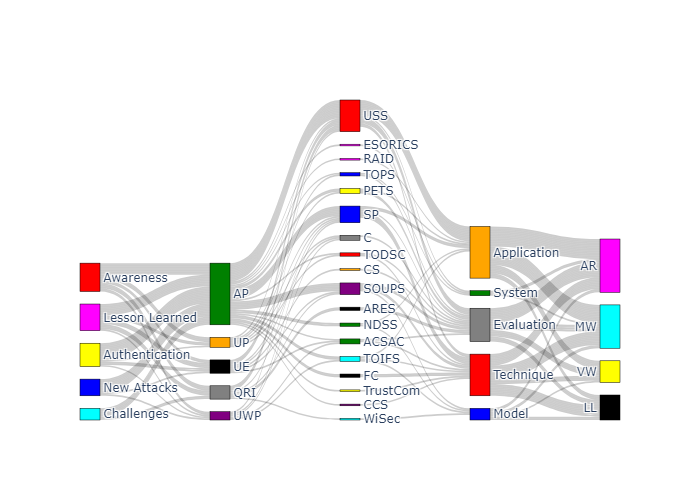 USS
ESORICS
RAID
TOPS
PETS
SP
C
TODSC
CS
SOUPS
ARES
NDSS
ACSAC
TOIFS
FC
TrustCom
CCS
WiSec
Awareness
Lesson Learned
Authentication
New Attacks
Challenges
AP
UP
UE
QRI
UWP
Application
System
Evaluation
Technique
Model
AR
MW
VW
LL